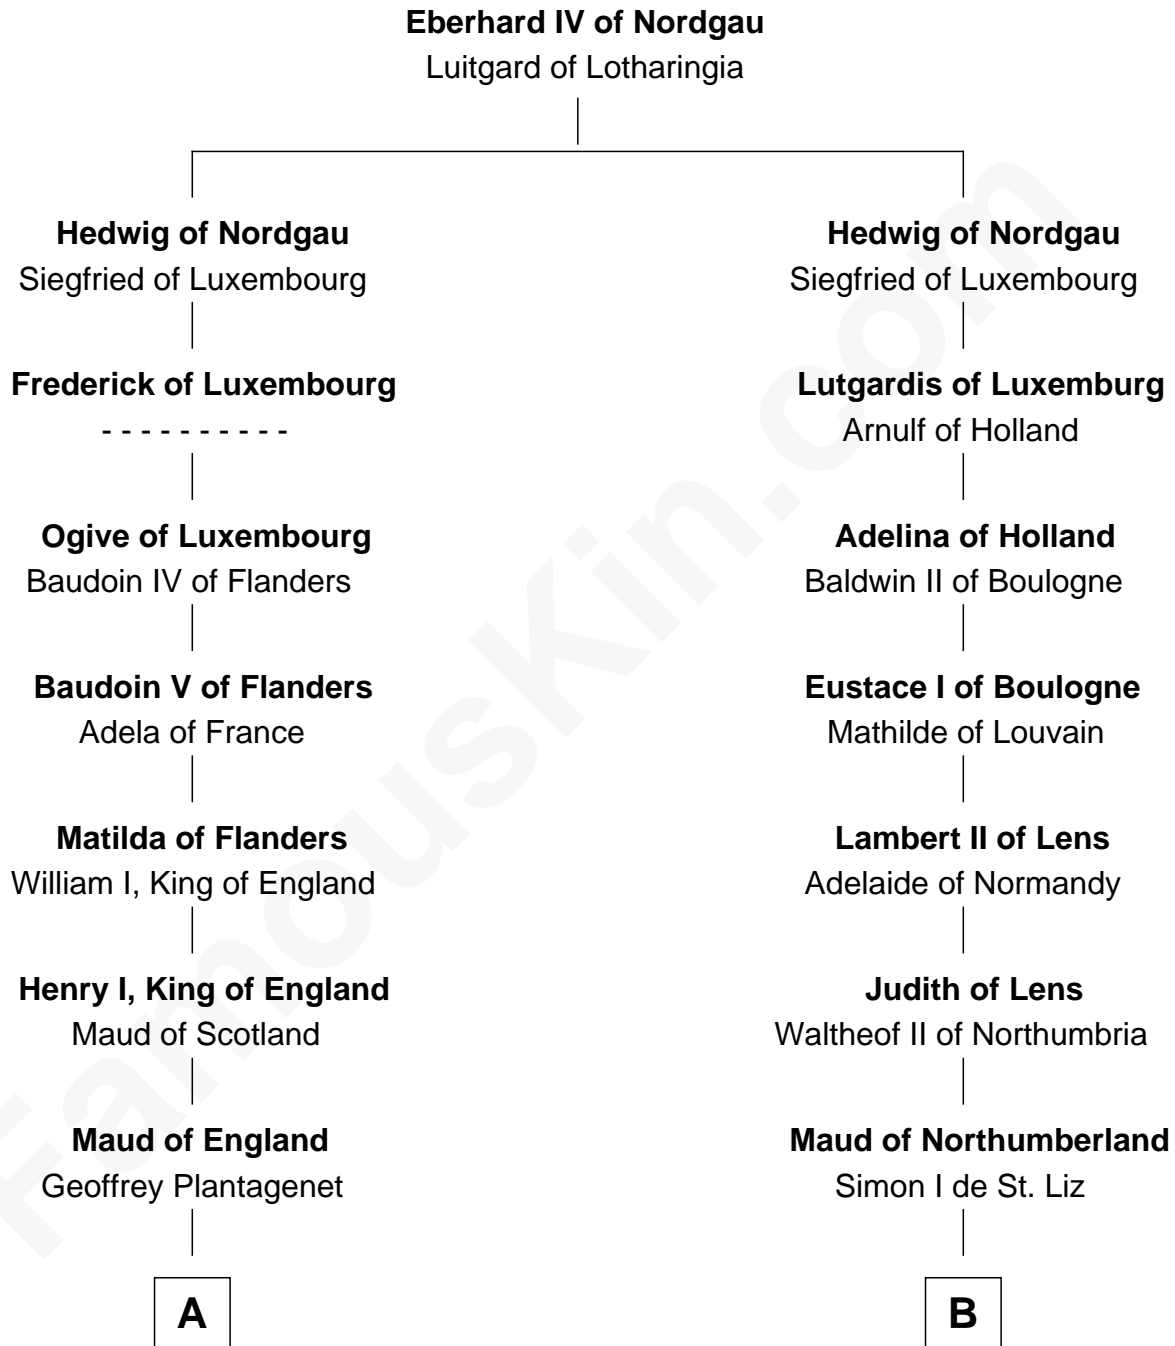 Eberhard IV of Nordgau
Luitgard of Lotharingia
Hedwig of Nordgau
Siegfried of Luxembourg
Hedwig of Nordgau
Siegfried of Luxembourg
Frederick of Luxembourg
- - - - - - - - - -
Lutgardis of Luxemburg
Arnulf of Holland
Ogive of Luxembourg
Baudoin IV of Flanders
Adelina of Holland
Baldwin II of Boulogne
Baudoin V of Flanders
Adela of France
Eustace I of Boulogne
Mathilde of Louvain
Matilda of Flanders
William I, King of England
Lambert II of Lens
Adelaide of Normandy
Henry I, King of England
Maud of Scotland
Judith of Lens
Waltheof II of Northumbria
Maud of England
Geoffrey Plantagenet
Maud of Northumberland
Simon I de St. Liz
A
B
FamousKin.com